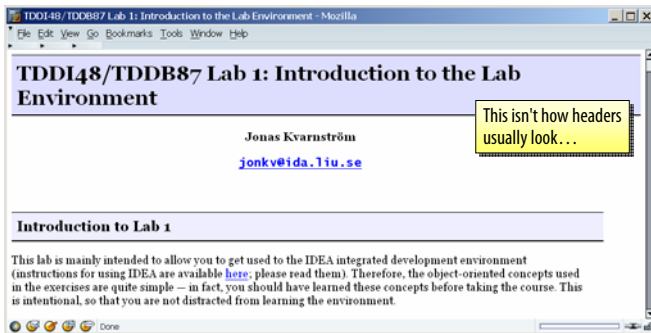 TDDI48/TDDB87 Lab 1: Introduction to the Lab Environment - Mozilla
File Edit View Go Bookmarks Tools Window Help
TDDI48/TDDB87 Lab 1: Introduction to the Lab
Environment
This isn't how headers
usually look…
Jonas Kvarnström
jonkv@ida.liu.se
Introduction to Lab 1
This lab is mainly intended to allow you to get used to the IDEA integrated development environment
(instructions for using IDEA are available here; please read them). Therefore, the object-oriented concepts used
in the exercises are quite simple — in fact, you should have learned these concepts before taking the course. This
is intentional, so that you are not distracted from learning the environment.
Done